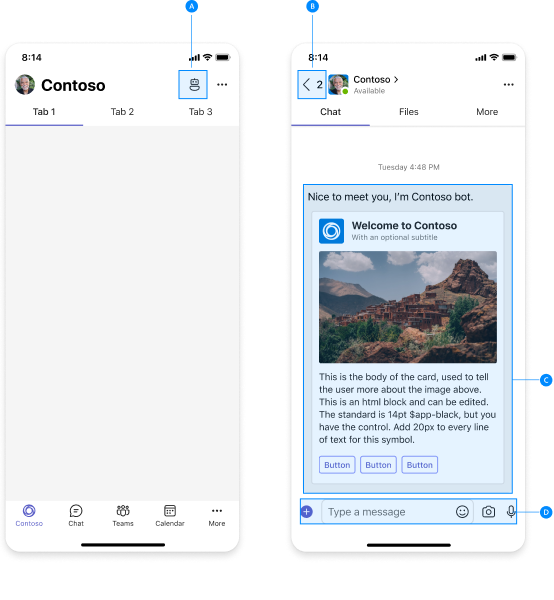 A
B
8:14
Contoso
Tab 1
Tab 2
Tab 3
Contoso
Chat
Teams
Calendar
More
8:14
2
Contoso
Available
Chat
Files
More
Tuesday 4:48 PM
Nice to meet you, I'm Contoso bot.
Welcome to Contoso
With an optional subtitle
This is the body of the card, used to tell
the user more about the image above.
This is an html block and can be edited.
The standard is 14pt $app-black, but you
have the control. Add 20px to every line
of text for this symbol.
Button
Button
Button
C
Type a message
D